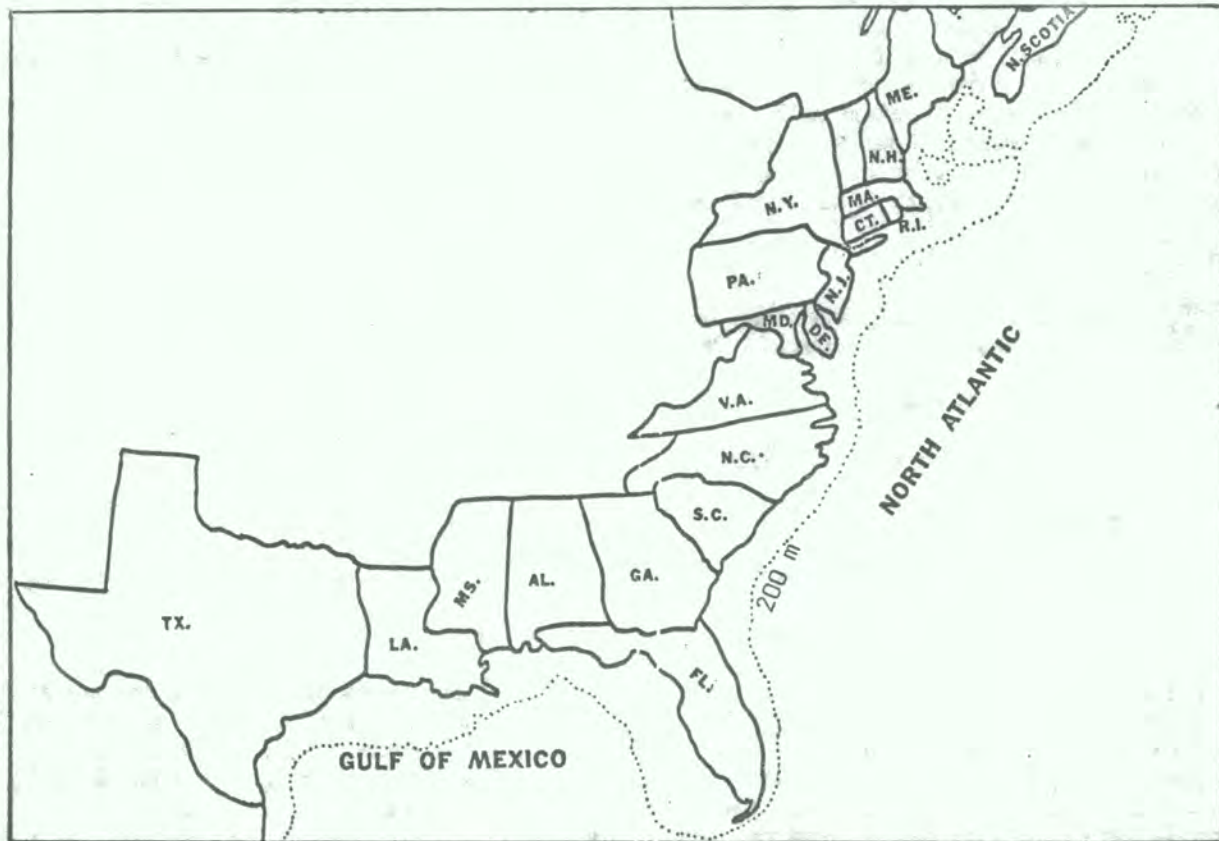 N. SCOTIA
ME.
N.H.
MA.
N.Y.
CT.
R.I.
PA.
N.J.
MD.
DE.
V.A.
N.C.
S.C.
NORTH ATLANTIC
200 m
MS.
AL.
GA.
TX.
LA.
FL.
GULF OF MEXICO